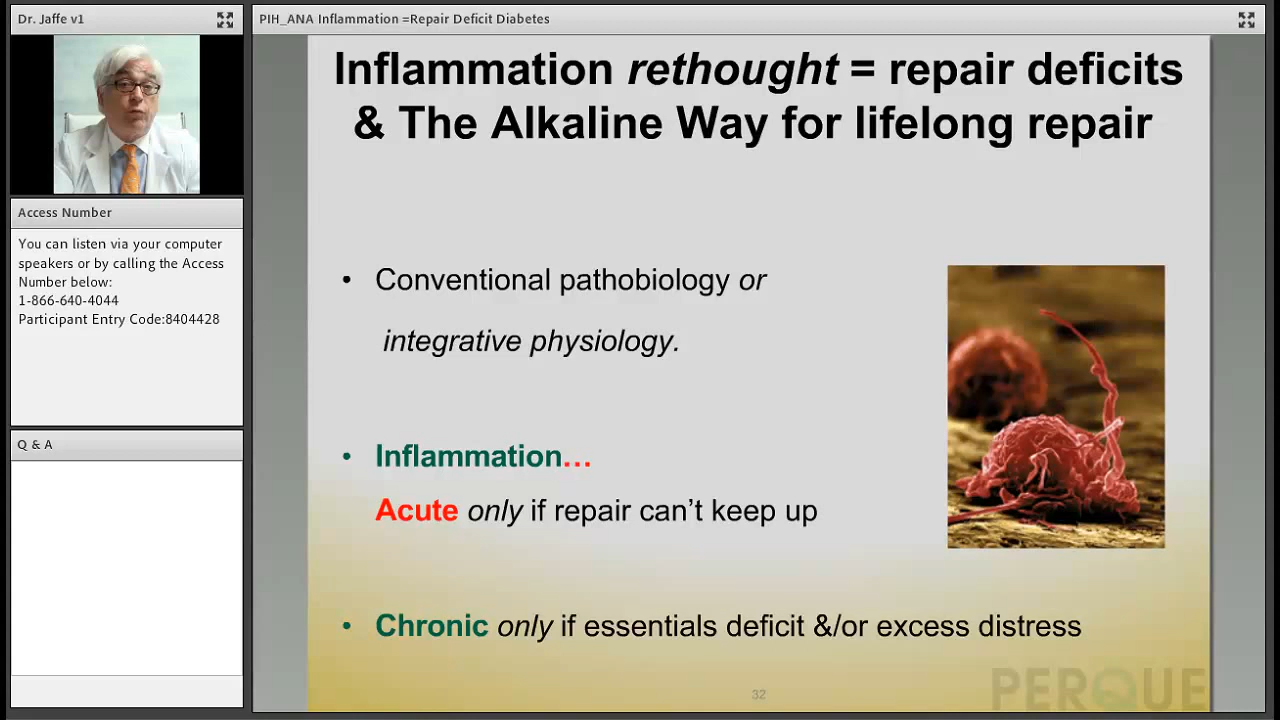 Dr. Jaffe v1
PIH_ANA Inflammation =Repair Deficit Diabetes
Access Number
You can listen via your computer
speakers or by calling the Access
Number below:
1-866-640-4044
Participant Entry Code:8404428
Q & A
Inflammation rethought = repair deficits
& The Alkaline Way for lifelong repair
• Conventional pathobiology or
integrative physiology.
• Inflammation…
Acute only if repair can’t keep up
• Chronic only if essentials deficit &/or excess distress
32
PERQUE